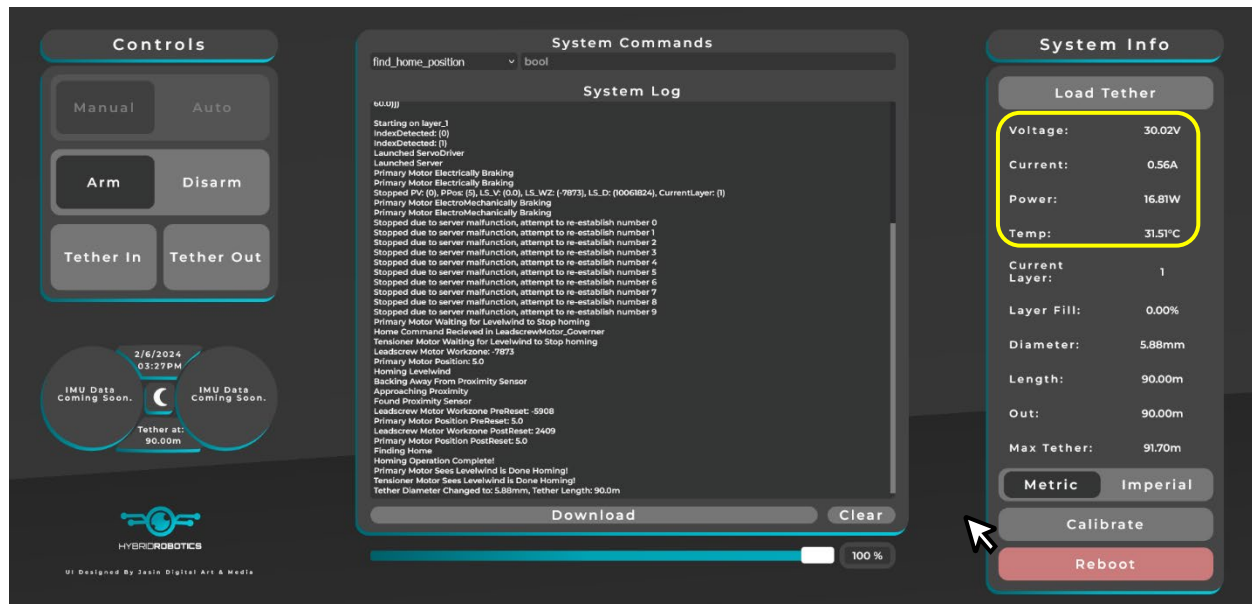 Controls
Manual Auto
Arm Disarm
Tether In Tether Out
2/6/2024
03:27PM
IMU Data
Coming Soon.
IMU Data
Coming Soon.
Tether at:
90.00m
HYBRIDROBOTICS
UI Designed By Jasin Digital Art & Media
System Commands
find_home_position bool
System Log
60.0)))
Starting on layer_1
IndexDetected: (0)
IndexDetected: (1)
Launched ServoDriver
Launched Server
Primary Motor Electrically Braking
Primary Motor Electrically Braking
Stopped PV: (0), PPos: (5), LS_V: (0.0), LS_WZ: (-7873), LS_D: (10061824), CurrentLayer: (1)
Primary Motor ElectroMechanically Braking
Primary Motor ElectroMechanically Braking
Stopped due to server malfunction, attempt to re-establish number 0
Stopped due to server malfunction, attempt to re-establish number 1
Stopped due to server malfunction, attempt to re-establish number 2
Stopped due to server malfunction, attempt to re-establish number 3
Stopped due to server malfunction, attempt to re-establish number 4
Stopped due to server malfunction, attempt to re-establish number 5
Stopped due to server malfunction, attempt to re-establish number 6
Stopped due to server malfunction, attempt to re-establish number 7
Stopped due to server malfunction, attempt to re-establish number 8
Stopped due to server malfunction, attempt to re-establish number 9
Primary Motor Waiting for Levelwind to Stop homing
Home Command Recieved in LeadscrewMotor_Governer
Tensioner Motor Waiting for Levelwind to Stop homing
Leadscrew Motor Workzone: -7873
Primary Motor Position: 5.0
Homing Levelwind
Backing Away From Proximity Sensor
Approaching Proximity
Found Proximity Sensor
Leadscrew Motor Workzone PreReset: -5908
Primary Motor Position PreReset: 5.0
Leadscrew Motor Workzone PostReset: 2409
Primary Motor Position PostReset: 5.0
Finding Home
Homing Operation Complete!
Primary Motor Sees Levelwind is Done Homing!
Tensioner Motor Sees Levelwind is Done Homing!
Tether Diameter Changed to: 5.88mm, Tether Length: 90.0m
Download Clear
100 %
System Info
Load Tether
Voltage: 30.02V
Current: 0.56A
Power: 16.81W
Temp: 31.51°C
Current
Layer: 1
Layer Fill: 0.00%
Diameter: 5.88mm
Length: 90.00m
Out: 90.00m
Max Tether: 91.70m
Metric Imperial
Calibrate
Reboot